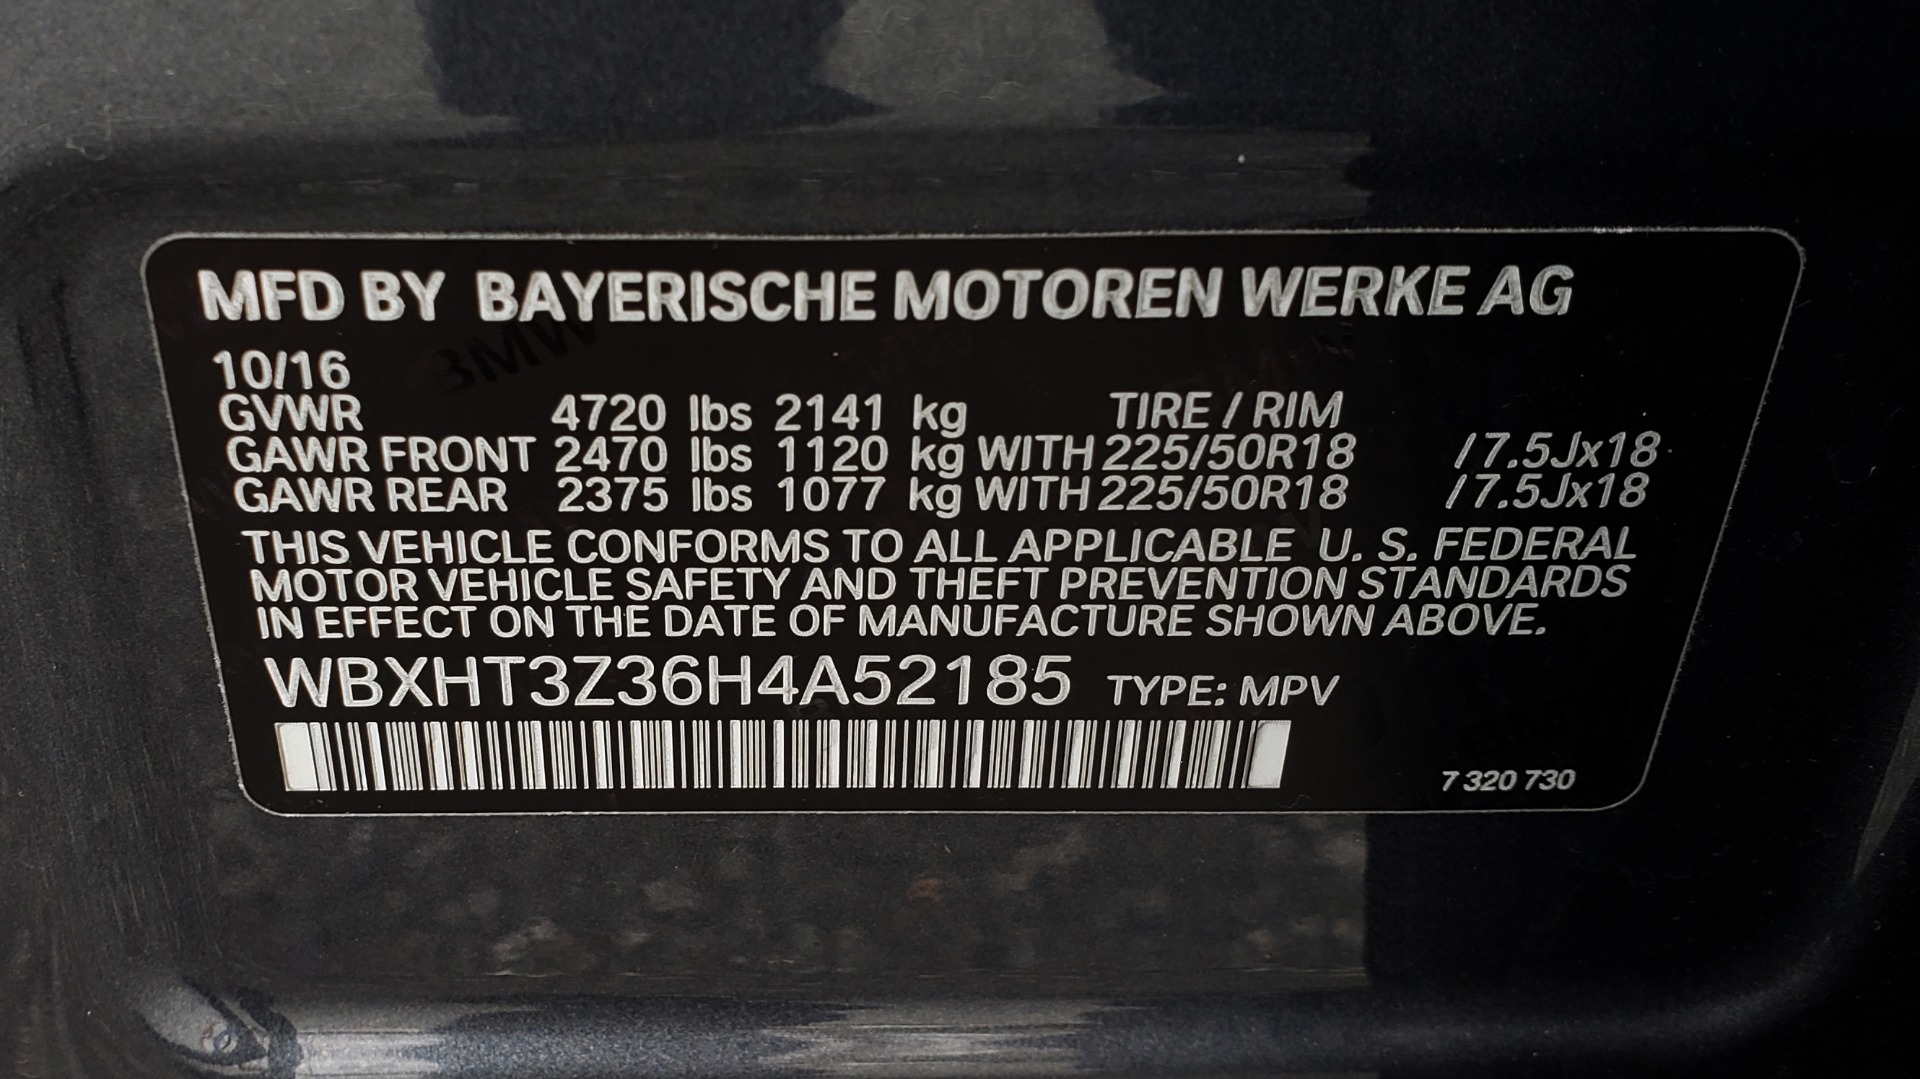 MFD BY BAYERISCHE MOTOREN WERKE AG
10/16
GVWR 4720 lbs 2141 kg TIRE / RIM
GAWR FRONT 2470 lbs 1120 kg WITH 225/50R18 /7.5Jx18
GAWR REAR 2375 lbs 1077 kg WITH 225/50R18 /7.5Jx18
THIS VEHICLE CONFORMS TO ALL APPLICABLE U. S. FEDERAL
MOTOR VEHICLE SAFETY AND THEFT PREVENTION STANDARDS
IN EFFECT ON THE DATE OF MANUFACTURE SHOWN ABOVE.
WBXHT3Z36H4A52185 TYPE: MPV
7 320 730